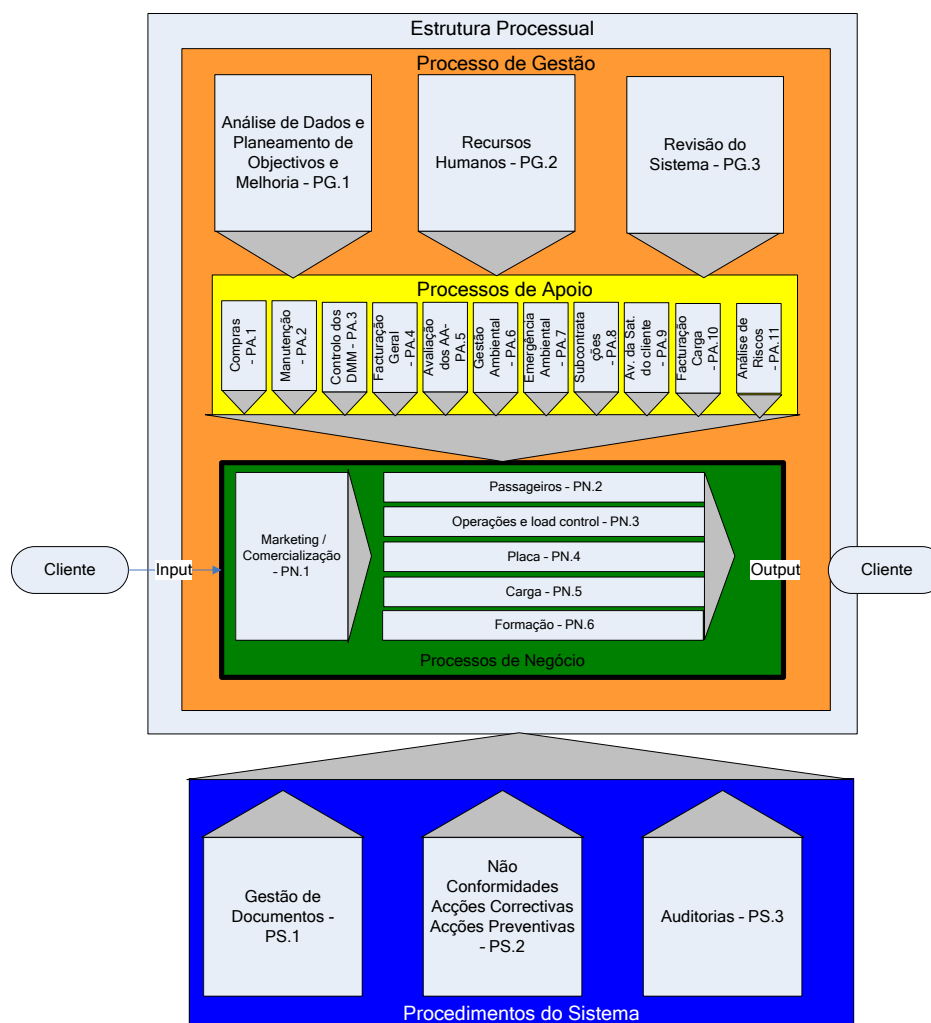 Estrutura Processual
Processo de Gestão
Análise de Dados e
Planeamento de
Objectivos e
Melhoria - PG.1
Recursos
Humanos - PG.2
Revisão do
Sistema - PG.3
Processos de Apoio
Compras
- PA.1
Manutenção
- PA.2
Controlo dos
DMM - PA.3
Facturação
Geral
- PA.4
Avaliação
dos AA-
PA.5
Gestão
Ambiental
- PA.6
Emergência
Ambiental
- PA.7
Subcontrata
ções
- PA.8
Av. da Sat.
do cliente
- PA.9
Facturação
Carga
- PA.10
Análise de
Riscos
- PA.11
Marketing /
Comercialização
- PN.1
Passageiros - PN.2
Operações e load control - PN.3
Placa - PN.4
Carga - PN.5
Formação - PN.6
Processos de Negócio
Cliente
Input
Output
Cliente
Gestão de
Documentos -
PS.1
Não
Conformidades
Acções Correctivas
Acções Preventivas
- PS.2
Auditorias - PS.3
Procedimentos do Sistema